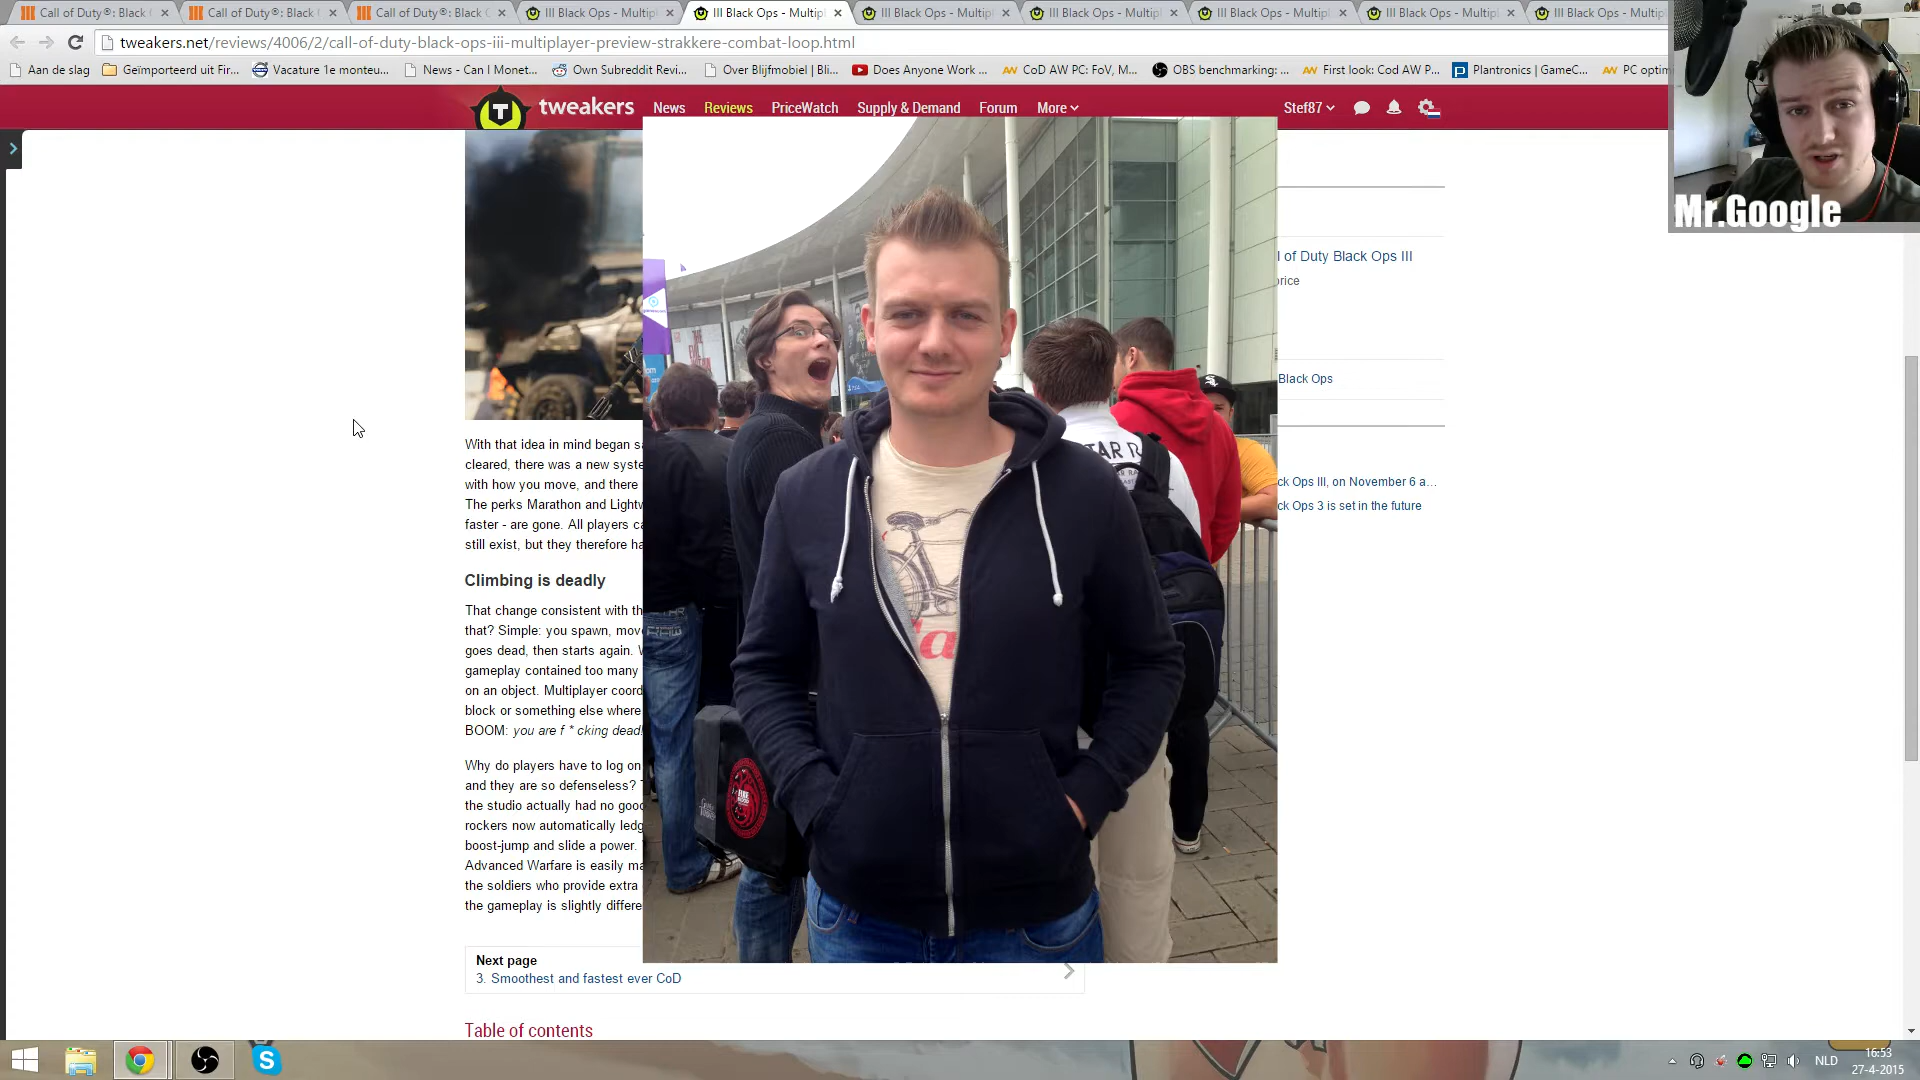 Call of Duty®: Black
Call of Duty®: Black
Call of Duty®: Black C
III Black Ops - Multipl
III Black Ops - Multipl
III Black Ops - Multipl
III Black Ops - Multipl
III Black Ops - Multipl
III Black Ops - Multipl
III Black Ops - Multipl
tweakers.net/reviews/4006/2/call-of-duty-black-ops-iii-multiplayer-preview-strakkere-combat-loop.html
Aan de slag
Geïmporteerd uit Fir...
Vacature 1e monteu...
News - Can I Monet...
Own Subreddit Revi...
Over Blijfmobiel | Bli...
Does Anyone Work ...
CoD AW PC: FoV, M...
OBS benchmarking: ...
First look: Cod AW P...
Plantronics | GameC...
PC optim
tweakers
News
Reviews
PriceWatch
Supply & Demand
Forum
More
Stef87
Mr.Google
l of Duty Black Ops III
price
Black Ops
ck Ops III, on November 6 a...
ck Ops 3 is set in the future
With that idea in mind began s
cleared, there was a new syste
with how you move, and there
The perks Marathon and Lightw
faster - are gone. All players ca
still exist, but they therefore ha
Climbing is deadly
That change consistent with th
that? Simple: you spawn, mov
goes dead, then starts again. W
gameplay contained too many
on an object. Multiplayer coord
block or something else where
BOOM: you are f * cking dead!
Why do players have to log on
and they are so defenseless? T
the studio actually had no good
rockers now automatically ledg
boost-jump and slide a power.
Advanced Warfare is easily ma
the soldiers who provide extra
the gameplay is slightly differe
STAR
Next page
3. Smoothest and fastest ever CoD
Table of contents
NLD
16:53
27-4-2015